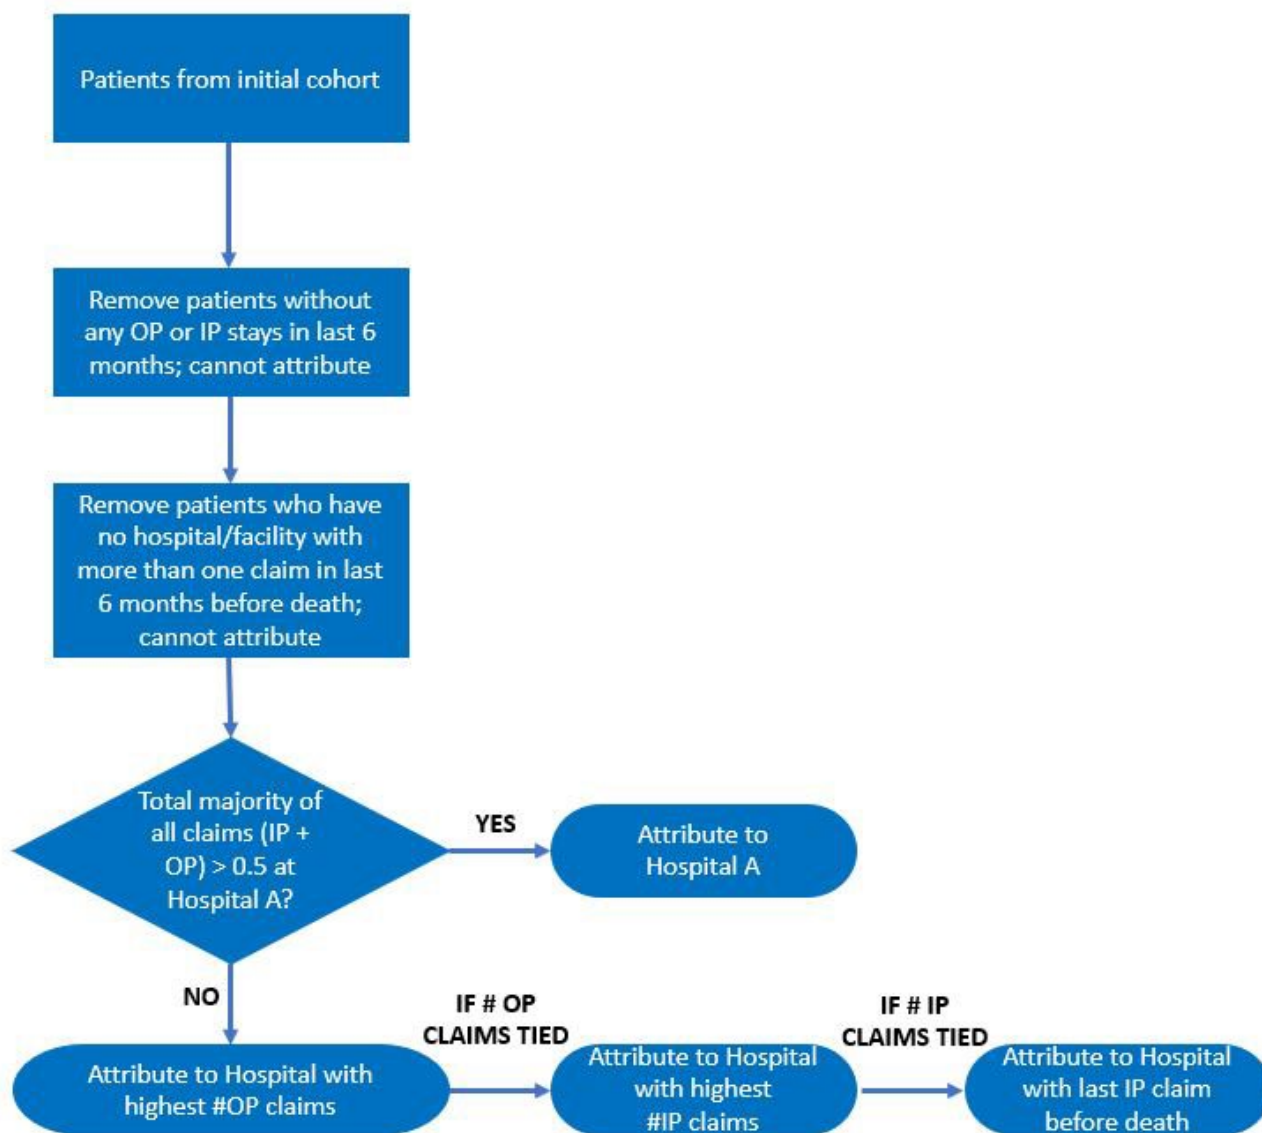 Patients from initial cohort
Remove patients without
any OP or IP stays in last 6
months; cannot attribute
Remove patients who have
no hospital/facility with
more than one claim in last
6 months before death;
cannot attribute
Total majority of
all claims (IP +
OP) > 0.5 at
Hospital A?
YES
Attribute to
Hospital A
NO
Attribute to Hospital with
highest #OP claims
IF # OP
CLAIMS TIED
Attribute to Hospital
with highest
#IP claims
IF # IP
CLAIMS TIED
Attribute to Hospital
with last IP claim
before death